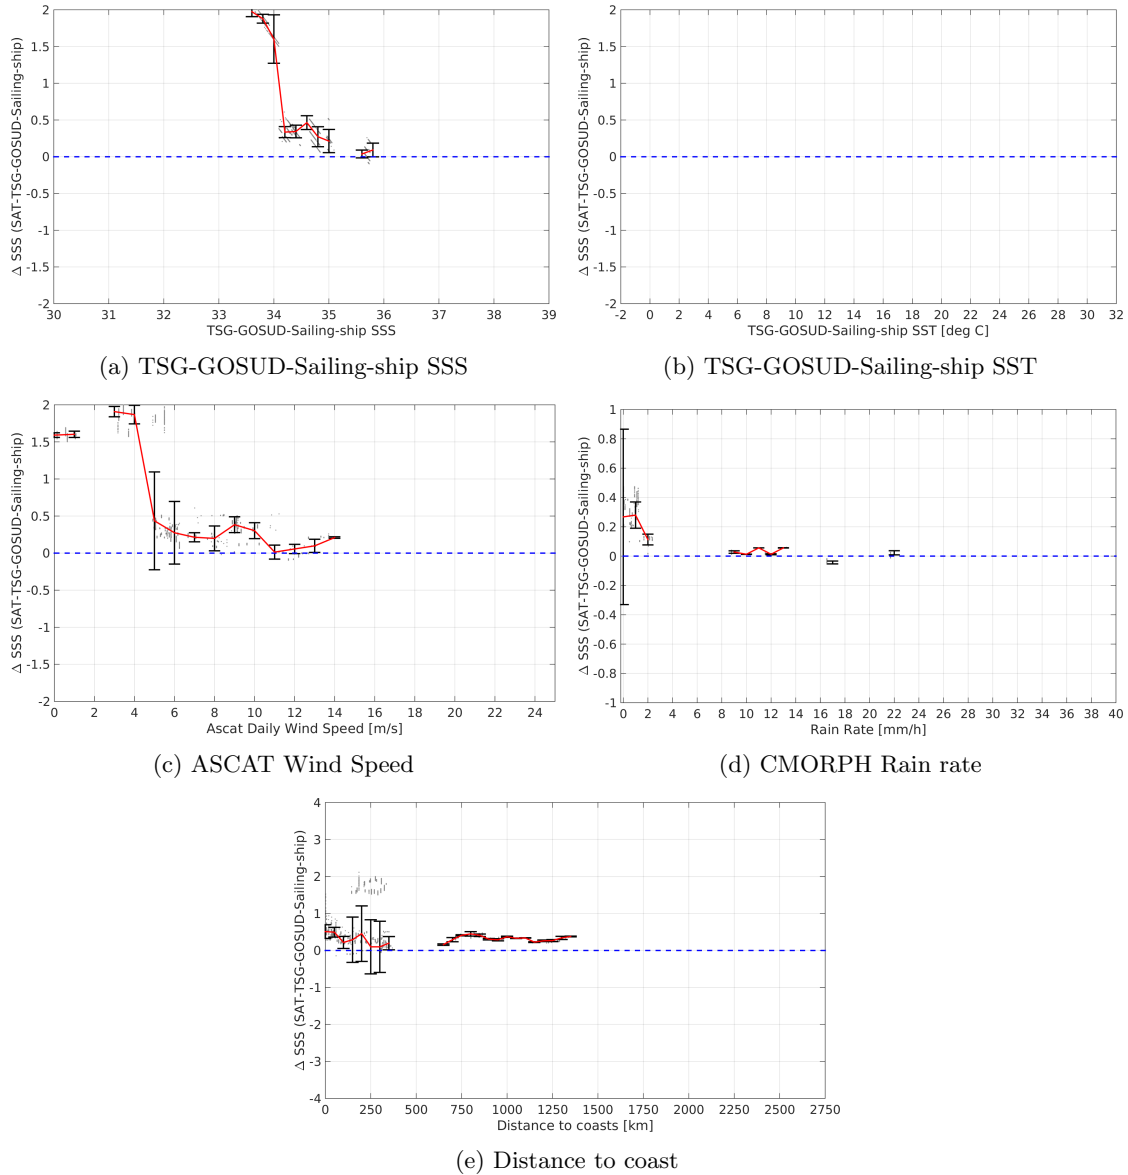 2
1.5
1
0.5
0
-0.5
-1
-1.5
-2
30 31 32 33 34 35 36 37 38 39
Δ SSS (SAT-TSG-GOSUD-Sailing-ship)
TSG-GOSUD-Sailing-ship SSS
(a) TSG-GOSUD-Sailing-ship SSS
2
1.5
1
0.5
0
-0.5
-1
-1.5
-2
-2 0 2 4 6 8 10 12 14 16 18 20 22 24 26 28 30 32
Δ SSS (SAT-TSG-GOSUD-Sailing-ship)
TSG-GOSUD-Sailing-ship SST [deg C]
(b) TSG-GOSUD-Sailing-ship SST
2
1.5
1
0.5
0
-0.5
-1
-1.5
-2
0 2 4 6 8 10 12 14 16 18 20 22 24
Δ SSS (SAT-TSG-GOSUD-Sailing-ship)
Ascat Daily Wind Speed [m/s]
(c) ASCAT Wind Speed
1
0.8
0.6
0.4
0.2
0
-0.2
-0.4
-0.6
-0.8
-1
0 2 4 6 8 10 12 14 16 18 20 22 24 26 28 30 32 34 36 38 40
Δ SSS (SAT-TSG-GOSUD-Sailing-ship)
Rain Rate [mm/h]
(d) CMORPH Rain rate
4
3
2
1
0
-1
-2
-3
-4
0 250 500 750 1000 1250 1500 1750 2000 2250 2500 2750
Δ SSS (SAT-TSG-GOSUD-Sailing-ship)
Distance to coasts [km]
(e) Distance to coast